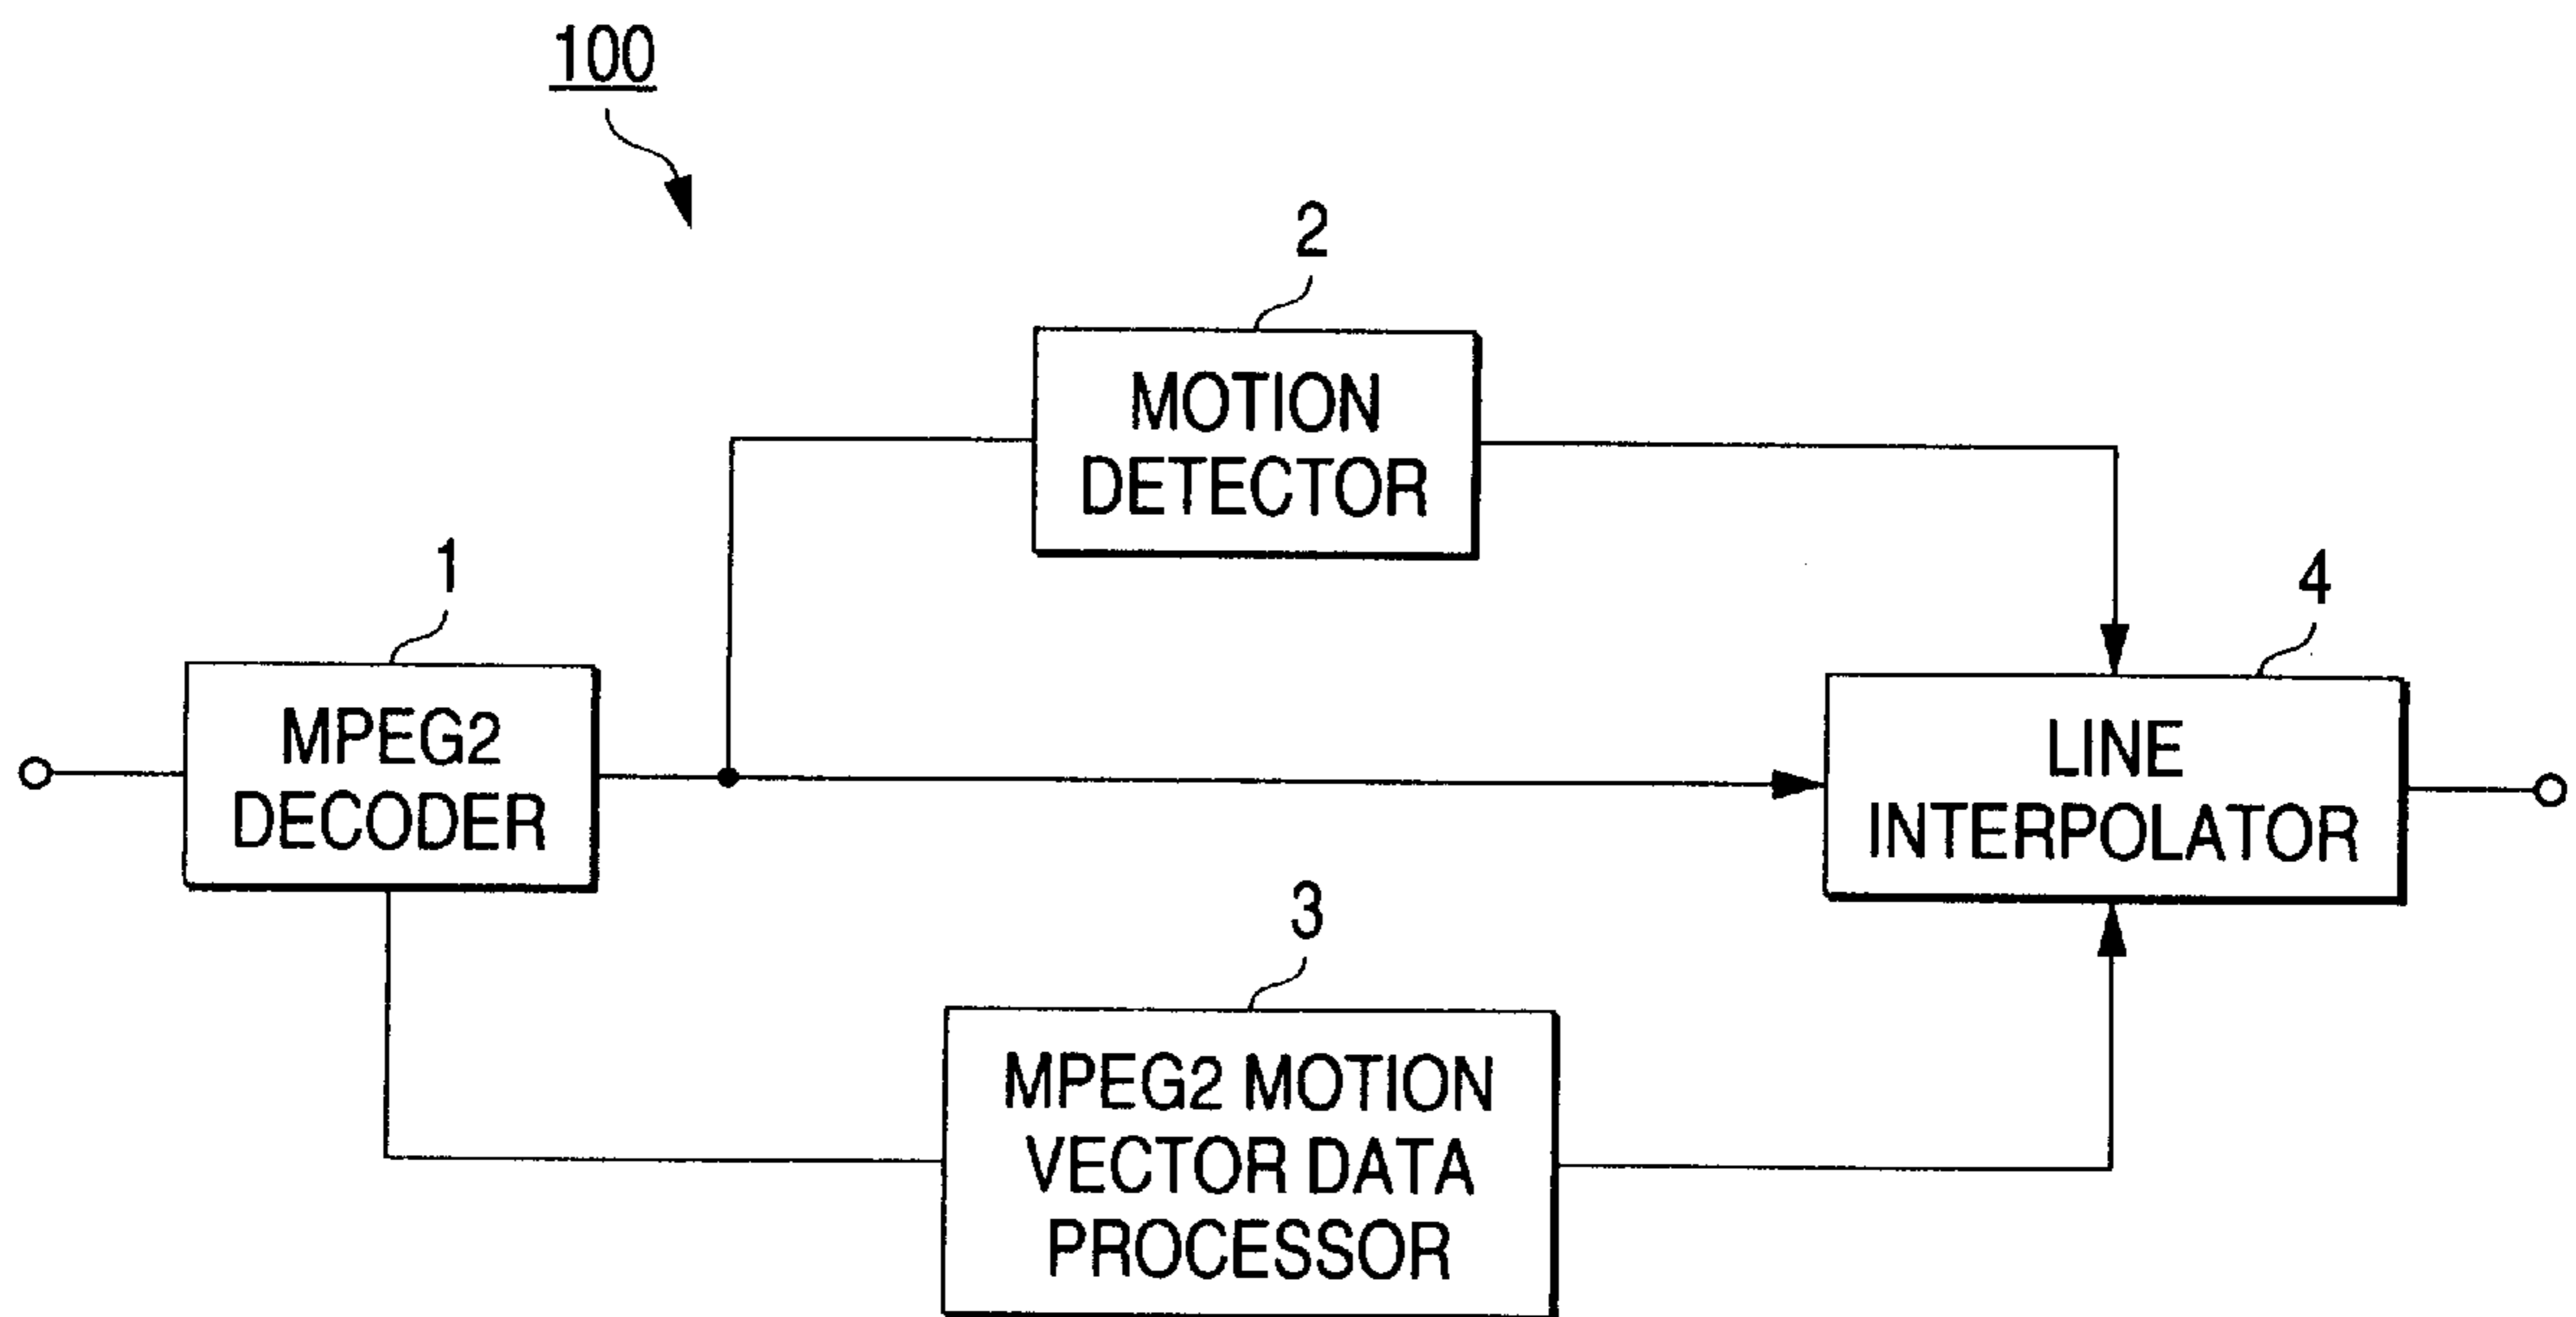 100
2
MOTION
DETECTOR
1
MPEG2
DECODER
4
LINE
INTERPOLATOR
3
MPEG2 MOTION
VECTOR DATA
PROCESSOR